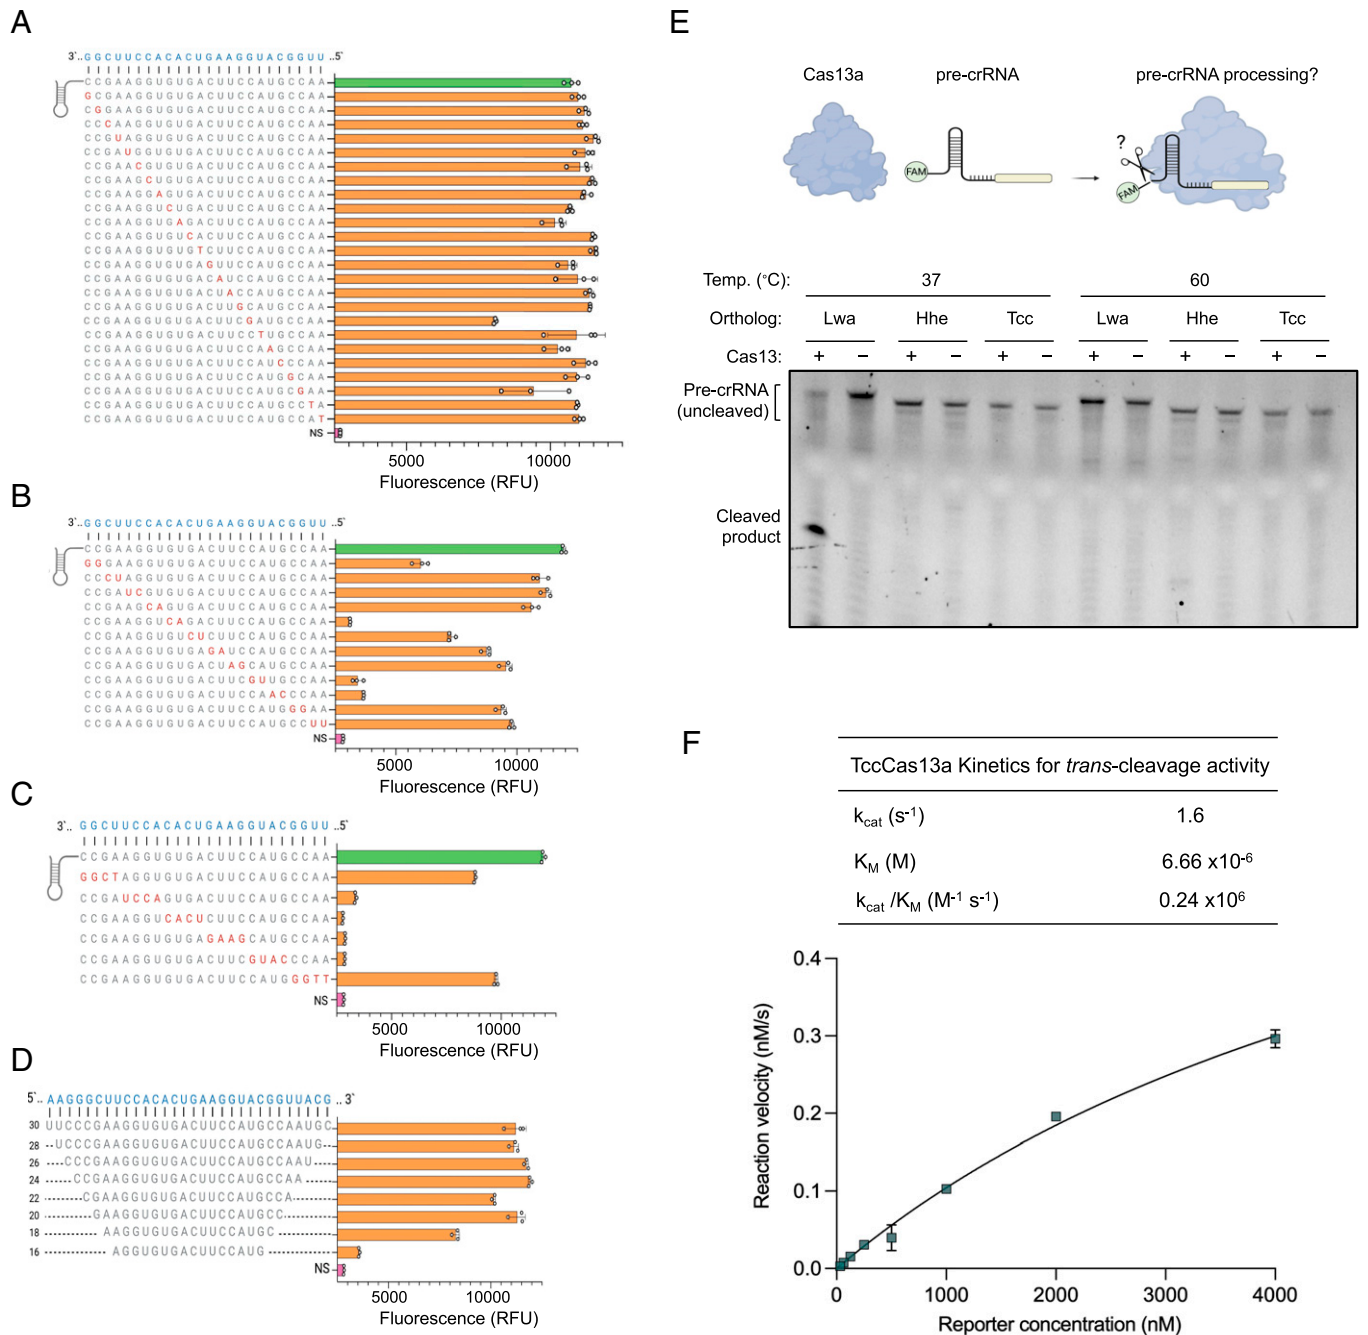 A
3`..GGCUUCCACACUGAAGGUACGGUU..5`
CCGAAGGUGUGACUUCCAUGCCAA
GCGAAGGUGUGACUUCCAUGCCAA
CGGAAGGUGUGACUUCCAUGCCAA
CCCAAGGUGUGACUUCCAUGCCAA
CCGUAGGUGUGACUUCCAUGCCAA
CCGAUGGUGUGACUUCCAUGCCAA
CCGAACGUGUGACUUCCAUGCCAA
CCGAAGCUGUGACUUCCAUGCCAA
CCGAAGGAGUGACUUCCAUGCCAA
CCGAAGGUCUGACUUCCAUGCCAA
CCGAAGGUGAGACUUCCAUGCCAA
CCGAAGGUGUCACUUCCAUGCCAA
CCGAAGGUGUGTCUUCCAUGCCAA
CCGAAGGUGUGAGUUCCAUGCCAA
CCGAAGGUGUGACAUCCAUGCCAA
CCGAAGGUGUGACUACCAUGCCAA
CCGAAGGUGUGACUUGCAUGCCAA
CCGAAGGUGUGACUUCGAUGCCAA
CCGAAGGUGUGACUUCCTUGCCAA
CCGAAGGUGUGACUUCCAAGCCAA
CCGAAGGUGUGACUUCCAUCCCAA
CCGAAGGUGUGACUUCCAUGGCAA
CCGAAGGUGUGACUUCCAUGCGAA
CCGAAGGUGUGACUUCCAUGCCTA
CCGAAGGUGUGACUUCCAUGCCAT
NS
5000 10000
Fluorescence (RFU)
B
3`..GGCUUCCACACUGAAGGUACGGUU..5`
CCGAAGGUGUGACUUCCAUGCCAA
GGGAAGGUGUGACUUCCAUGCCAA
CCCUAGGUGUGACUUCCAUGCCAA
CCGAUCGUGUGACUUCCAUGCCAA
CCGAAGCAGUGACUUCCAUGCCAA
CCGAAGGUCAGACUUCCAUGCCAA
CCGAAGGUGUCUCUUCCAUGCCAA
CCGAAGGUGUGAGAUCCAUGCCAA
CCGAAGGUGUGACUAGCAUGCCAA
CCGAAGGUGUGACUUCGUUGCCAA
CCGAAGGUGUGACUUCCAACCCAA
CCGAAGGUGUGACUUCCAUGGGAA
CCGAAGGUGUGACUUCCAUGCCUU
NS
5000 10000
Fluorescence (RFU)
C
3`.. GGCUUCCACACUGAAGGUACGGUU..5`
CCGAAGGUGUGACUUCCAUGCCAA
GGCTAGGUGUGACUUCCAUGCCAA
CCGAUCCAGUGACUUCCAUGCCAA
CCGAAGGUCACUCUUCCAUGCCAA
CCGAAGGUGUGAGAAGCAUGCCAA
CCGAAGGUGUGACUUCGUACCCAA
CCGAAGGUGUGACUUCCAUGGGTT
NS
5000 10000
Fluorescence (RFU)
D
5`.. AAGGGCUUCCACACUGAAGGUACGGUUACG .. 3`
30 UUCCCGAAGGUGUGACUUCCAUGCCAAUGC
28 --UCCCGAAGGUGUGACUUCCAUGCCAAUG--
26 ----CCCGAAGGUGUGACUUCCAUGCCAAU----
24 ------CCGAAGGUGUGACUUCCAUGCCAA------
22 --------CGAAGGUGUGACUUCCAUGCCA--------
20 ----------GAAGGUGUGACUUCCAUGCC----------
18 ------------ AAGGUGUGACUUCCAUGC ------------
16 -------------- AGGUGUGACUUCCAUG --------------
NS
5000 10000
Fluorescence (RFU)
E
Cas13a pre-crRNA pre-crRNA processing?
FAM
?
FAM
Temp. (°C): 37 60
Ortholog: Lwa Hhe Tcc Lwa Hhe Tcc
Cas13: + − + − + − + − + − + −
Pre-crRNA
(uncleaved)
Cleaved
product
F
TccCas13a Kinetics for trans-cleavage activity
kcat (s-1) 1.6
KM (M) 6.66 x10-6
kcat /KM (M-1 s-1) 0.24 x106
Reaction velocity (nM/s)
0.4
0.3
0.2
0.1
0.0
0 1000 2000 3000 4000
Reporter concentration (nM)